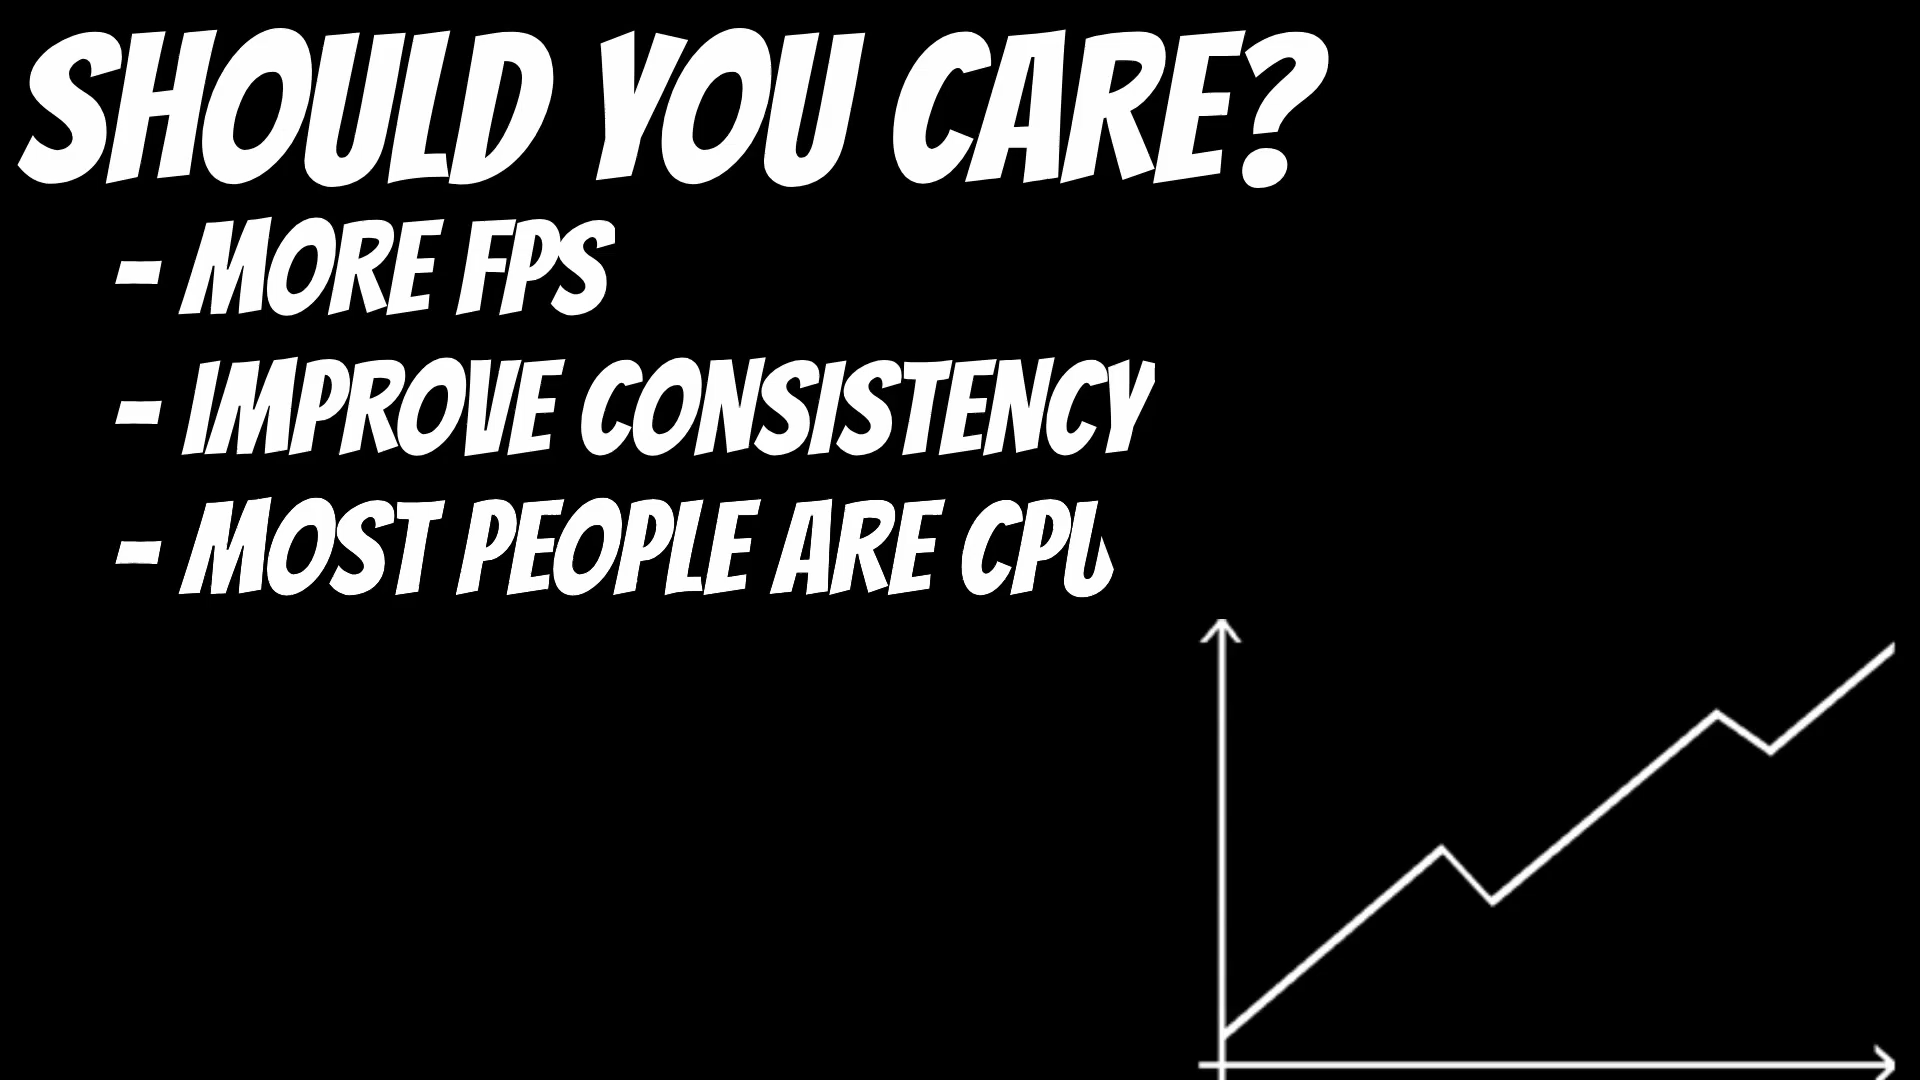 SHOULD YOU CARE?
- MORE FPS
- IMPROVE CONSISTENCY
- MOST PEOPLE ARE CPU